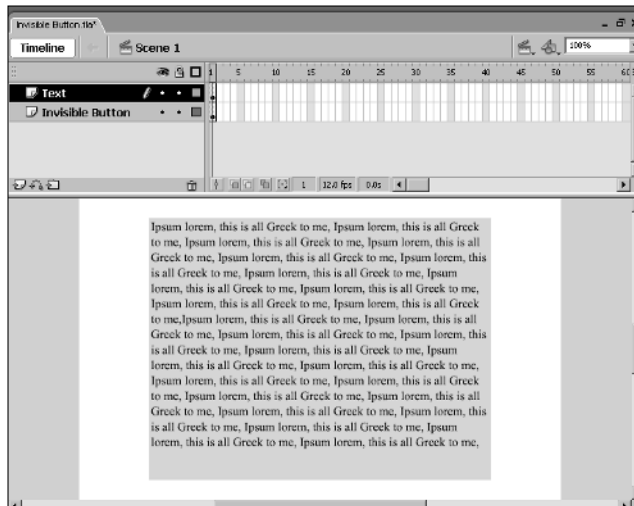 Invisible Button.fla*
Timeline Scene 1 100%
1 5 10 15 20 25 30 35 40 45 50 55 60
Text
Invisible Button
1 12.0 fps 0.0s
Ipsum lorem, this is all Greek to me, Ipsum lorem, this is all Greek
to me, Ipsum lorem, this is all Greek to me, Ipsum lorem, this is all
Greek to me, Ipsum lorem, this is all Greek to me, Ipsum lorem, this
is all Greek to me, Ipsum lorem, this is all Greek to me, Ipsum
lorem, this is all Greek to me, Ipsum lorem, this is all Greek to me,
Ipsum lorem, this is all Greek to me, Ipsum lorem, this is all Greek
to me,Ipsum lorem, this is all Greek to me, Ipsum lorem, this is all
Greek to me, Ipsum lorem, this is all Greek to me, Ipsum lorem, this
is all Greek to me, Ipsum lorem, this is all Greek to me, Ipsum
lorem, this is all Greek to me, Ipsum lorem, this is all Greek to me,
Ipsum lorem, this is all Greek to me, Ipsum lorem, this is all Greek
to me, Ipsum lorem, this is all Greek to me, Ipsum lorem, this is all
Greek to me, Ipsum lorem, this is all Greek to me, Ipsum lorem, this
is all Greek to me, Ipsum lorem, this is all Greek to me, Ipsum
lorem, this is all Greek to me, Ipsum lorem, this is all Greek to me,